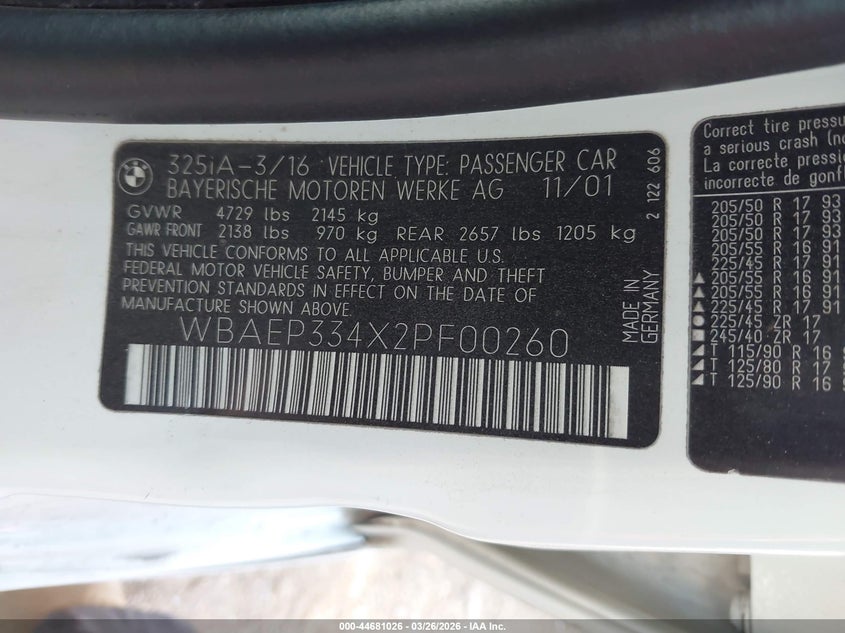 325iA-3/16 VEHICLE TYPE: PASSENGER CAR
BAYERISCHE MOTOREN WERKE AG 11/01
GVWR 4729 lbs 2145 kg
GAWR FRONT 2138 lbs 970 kg REAR 2657 lbs 1205 kg
THIS VEHICLE CONFORMS TO ALL APPLICABLE U.S.
FEDERAL MOTOR VEHICLE SAFETY, BUMPER AND THEFT
PREVENTION STANDARDS IN EFFECT ON THE DATE OF
MANUFACTURE SHOWN ABOVE.
WBAEP334X2PF00260
2 122 606
MADE IN
GERMANY
Correct tire pressu
a serious crash (no
La correcte pressio
incorrecte de gonfl
205/50 R 17 93
205/50 R 17 93
205/50 R 17 93
205/55 R 16 91
225/45 R 17 91
205/55 R 16 91
205/55 R 16 91
225/45 R 17 91
225/45 ZR 17
245/40 ZR 17
T 115/90 R 16
T 125/80 R 17
T 125/90 R 16
000-44681026 - 03/26/2026 - IAA Inc.